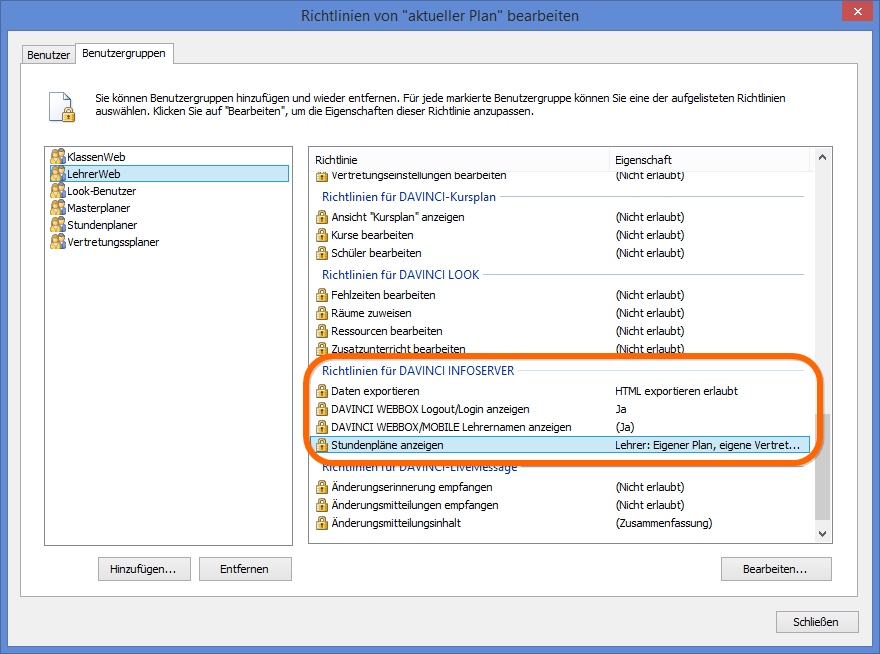 Richtlinien von "aktueller Plan" bearbeiten
Benutzer
Benutzergruppen
Sie können Benutzergruppen hinzufügen und wieder entfernen. Für jede markierte Benutzergruppe können Sie eine der aufgelisteten Richtlinien
auswählen. Klicken Sie auf "Bearbeiten", um die Eigenschaften dieser Richtlinie anzupassen.
KlassenWeb
LehrerWeb
Look-Benutzer
Masterplaner
Stundenplaner
Vertretungsplaner
Richtlinie Eigenschaft
Vertretungseinstellungen bearbeiten (Nicht erlaubt)
Richtlinien für DAVINCI-Kursplan
Ansicht "Kursplan" anzeigen (Nicht erlaubt)
Kurse bearbeiten (Nicht erlaubt)
Schüler bearbeiten (Nicht erlaubt)
Richtlinien für DAVINCI LOOK
Fehlzeiten bearbeiten (Nicht erlaubt)
Räume zuweisen (Nicht erlaubt)
Ressourcen bearbeiten (Nicht erlaubt)
Zusatzunterricht bearbeiten (Nicht erlaubt)
Richtlinien für DAVINCI INFOSERVER
Daten exportieren HTML exportieren erlaubt
DAVINCI WEBBOX Logout/Login anzeigen Ja
DAVINCI WEBBOX/MOBILE Lehrernamen anzeigen (Ja)
Stundenpläne anzeigen Lehrer: Eigener Plan, eigene Vertret...
Richtlinien für DAVINCI-LiveMessage
Änderungserinnerung empfangen (Nicht erlaubt)
Änderungsmitteilungen empfangen (Nicht erlaubt)
Änderungsmitteilungsinhalt (Zusammenfassung)
Hinzufügen...
Entfernen
Bearbeiten...
Schließen